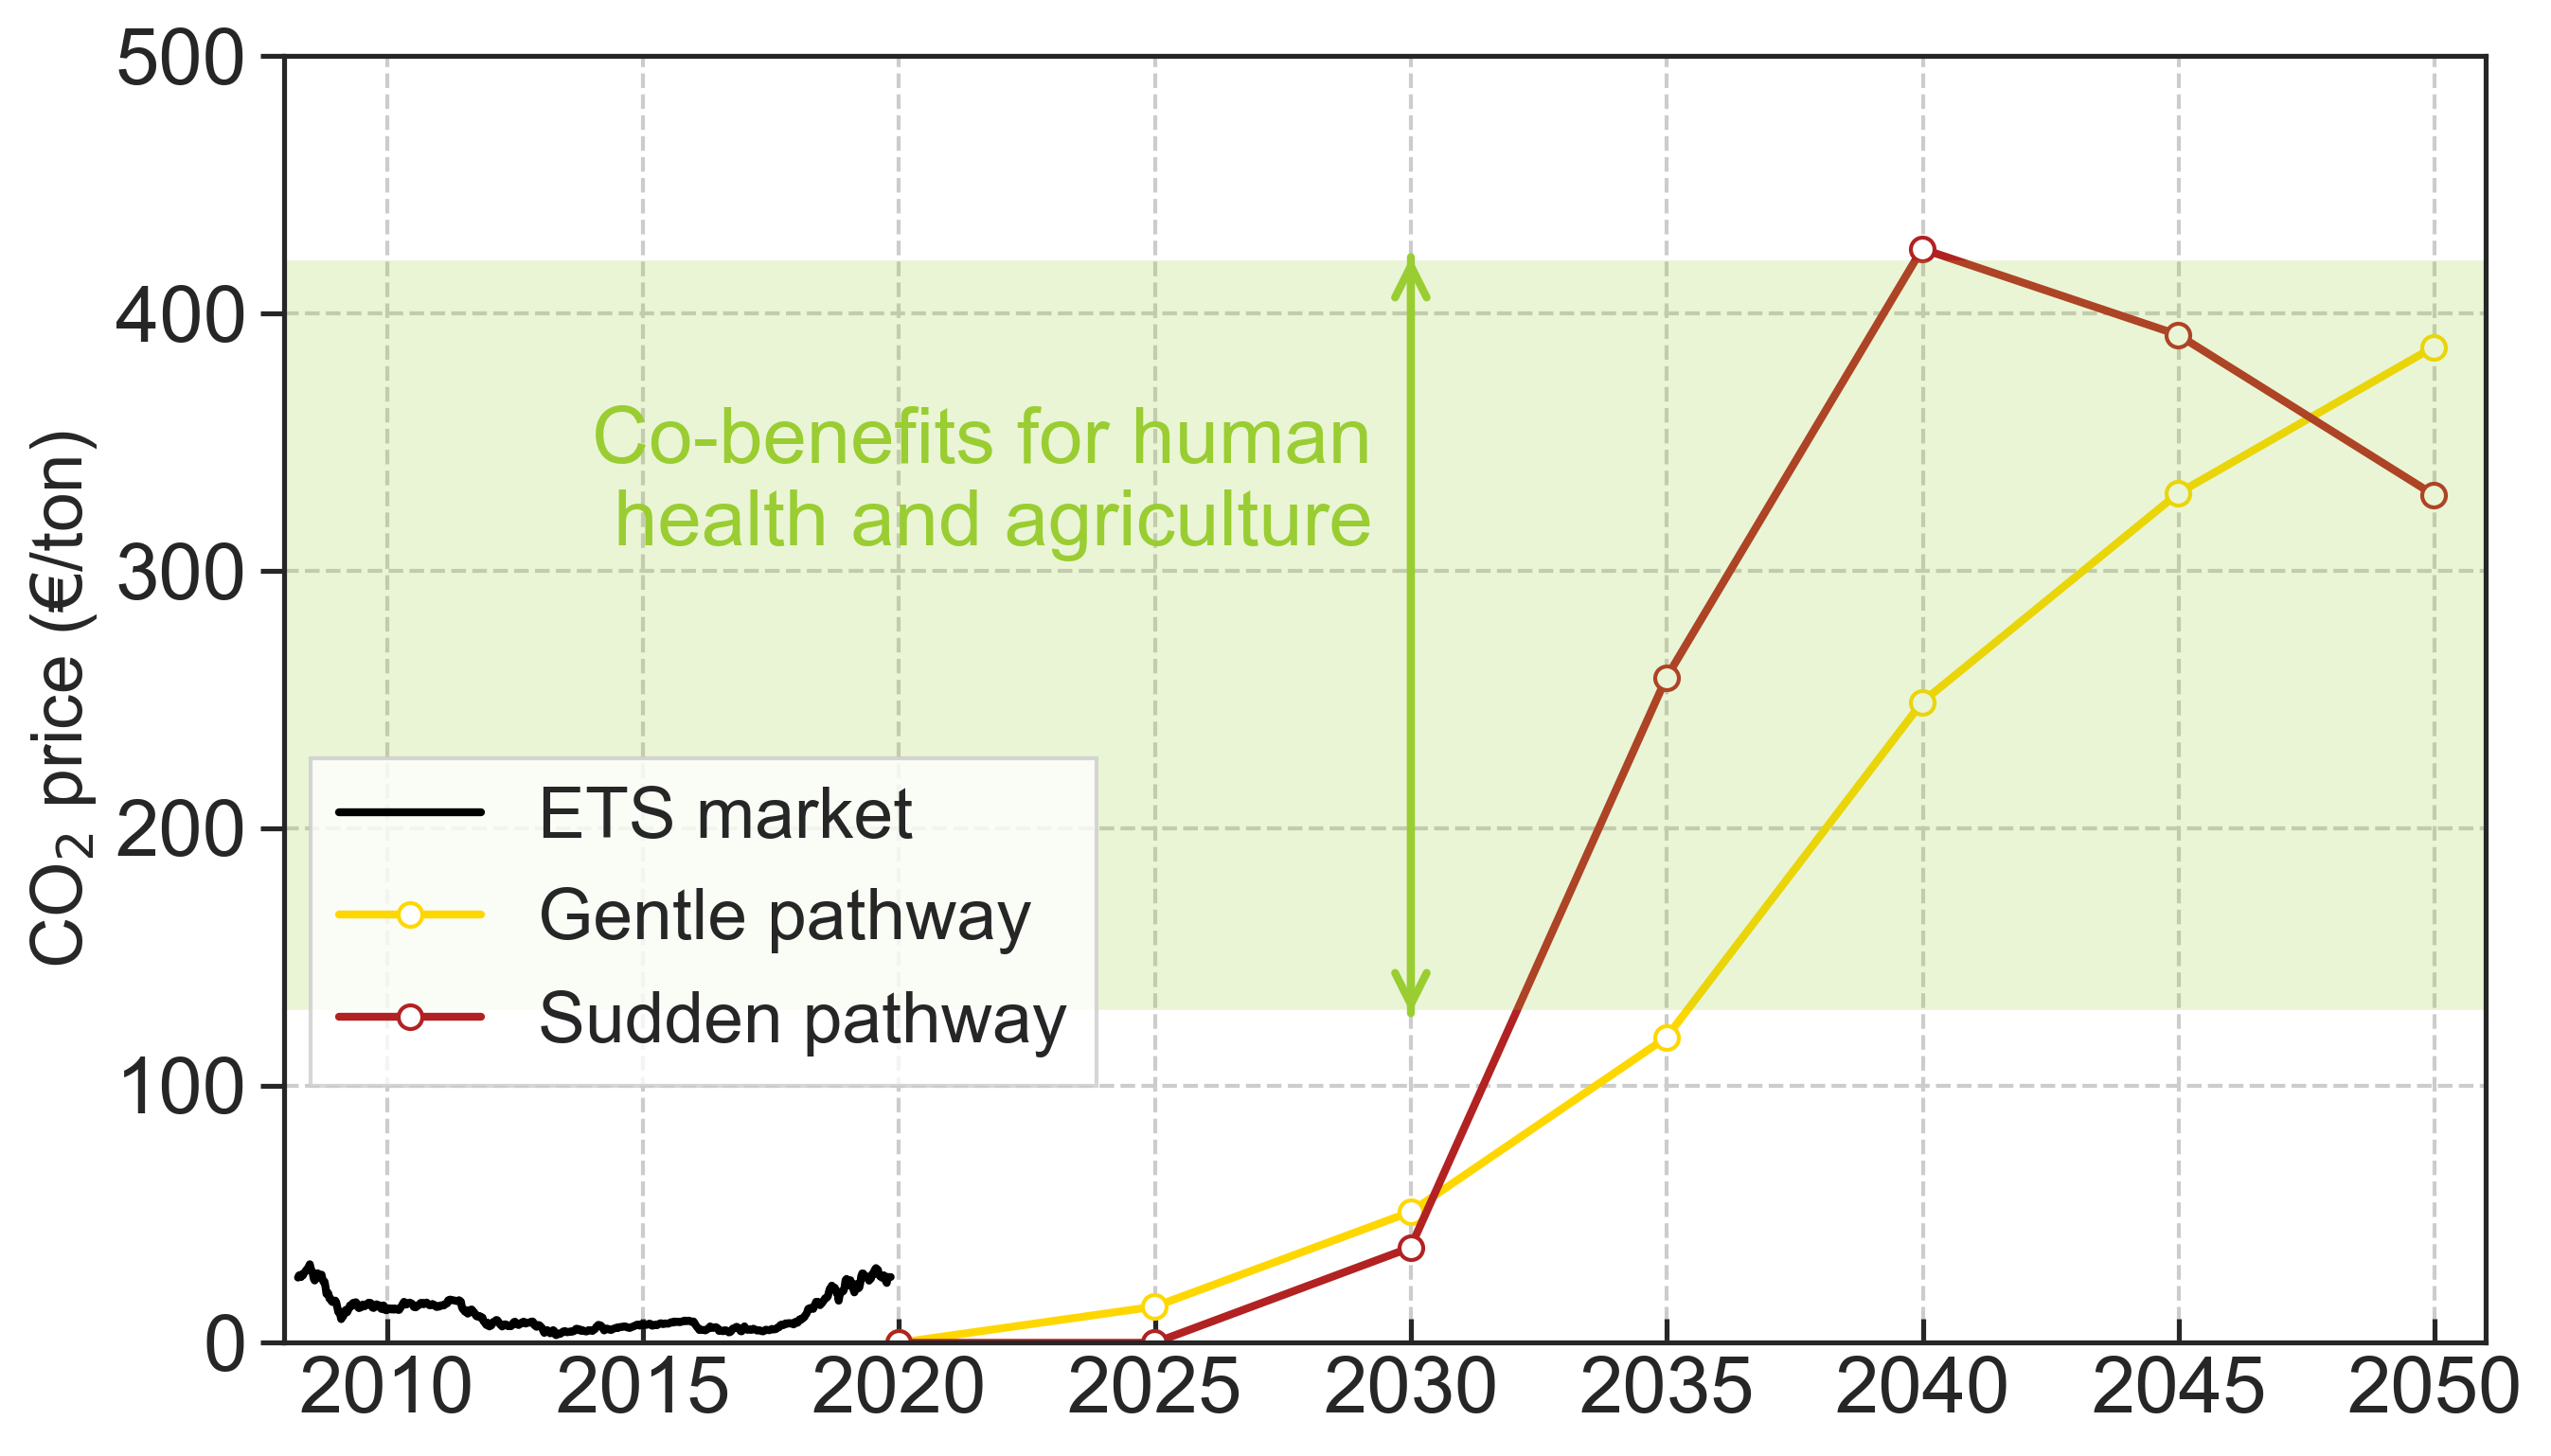 500
400
300
200
100
0
CO₂ price (€/ton)
Co-benefits for human
health and agriculture
ETS market
Gentle pathway
Sudden pathway
2010 2015 2020 2025 2030 2035 2040 2045 2050